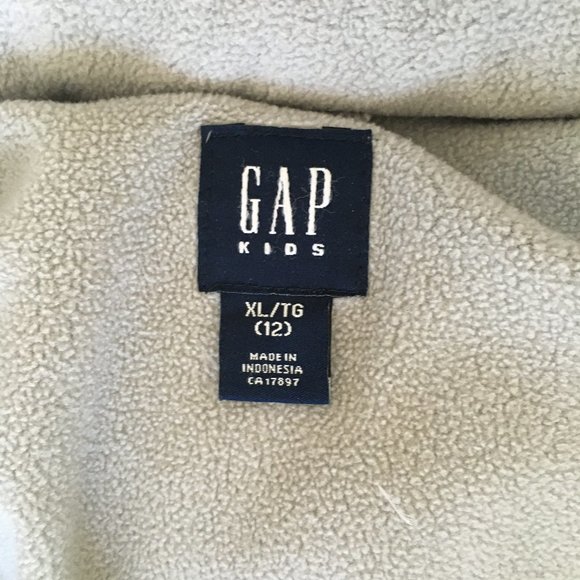 GAP
KIDS
XL/TG
(12)
MADE IN
INDONESIA
CA17897